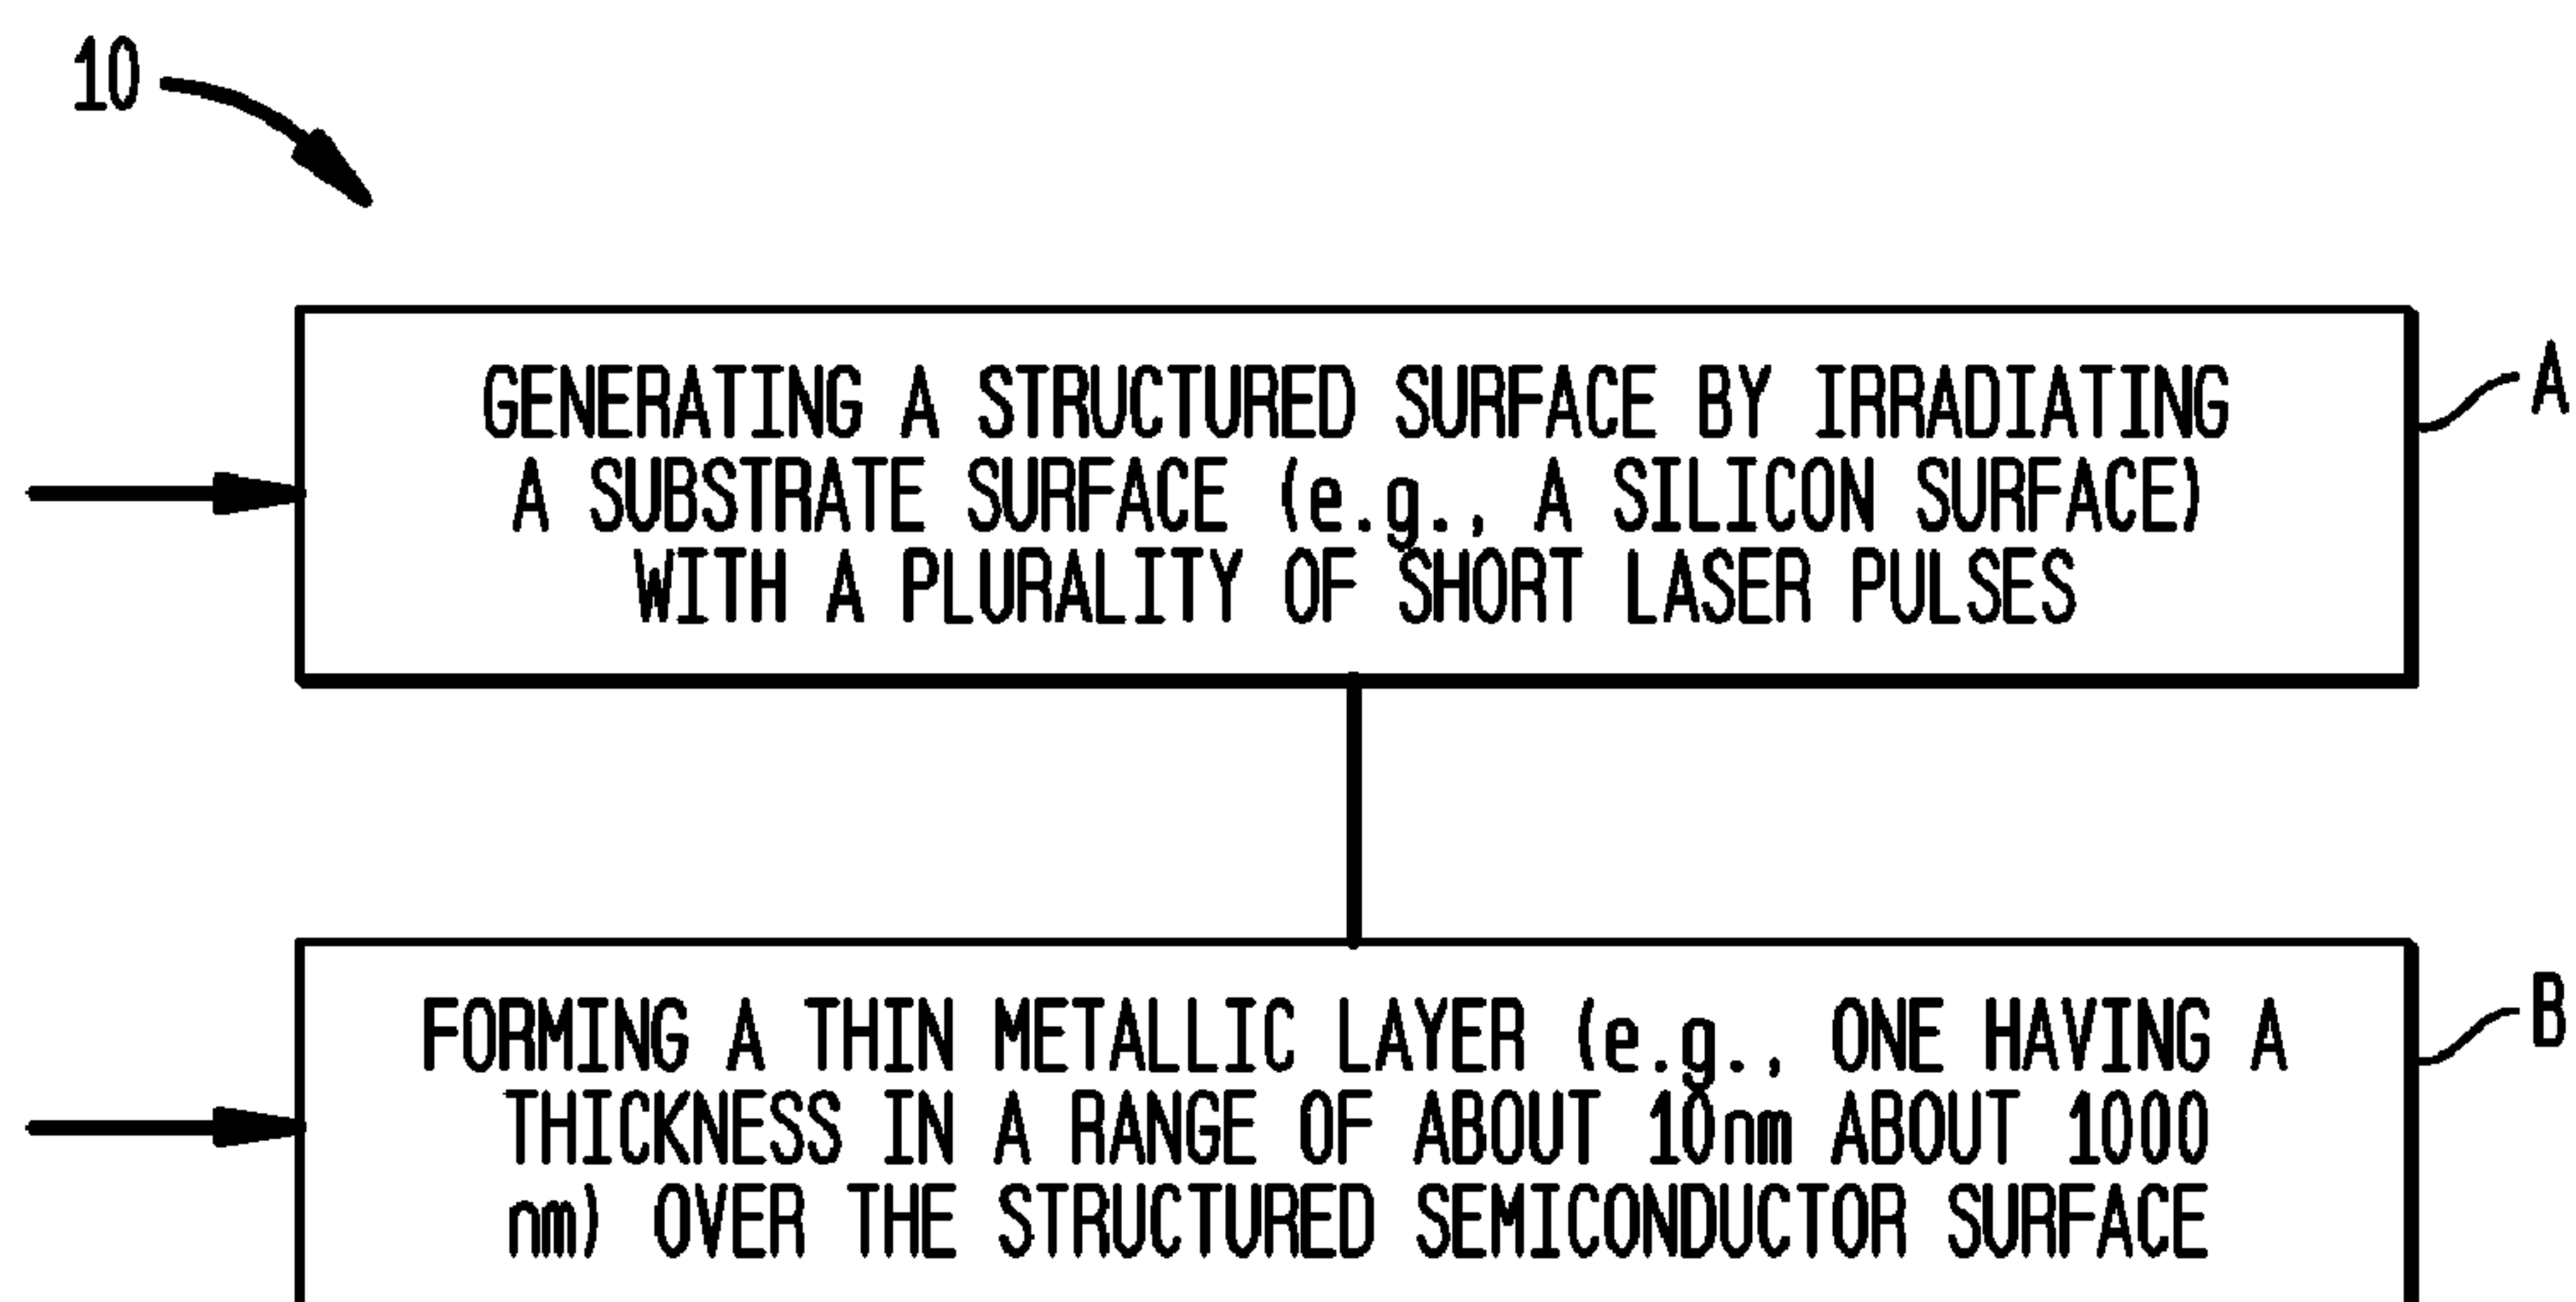 10
GENERATING A STRUCTURED SURFACE BY IRRADIATING
A SUBSTRATE SURFACE (e.g., A SILICON SURFACE)
WITH A PLURALITY OF SHORT LASER PULSES
A
FORMING A THIN METALLIC LAYER (e.g., ONE HAVING A
THICKNESS IN A RANGE OF ABOUT 10nm ABOUT 1000
nm) OVER THE STRUCTURED SEMICONDUCTOR SURFACE
B